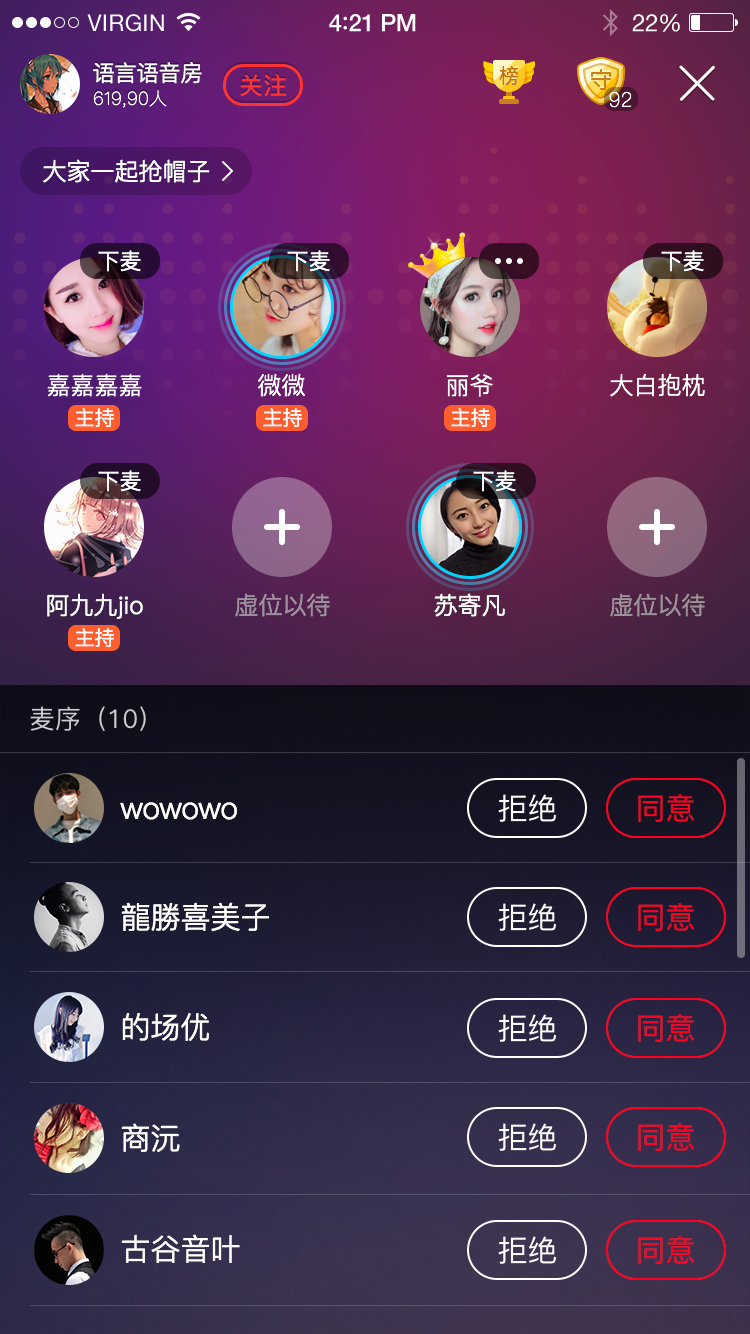 VIRGIN 4:21 PM 22%
语言语音房
619,90人
关注
榜
守
92
大家一起抢帽子
下麦 下麦 下麦
嘉嘉嘉嘉 微微 丽爷 大白抱枕
主持 主持 主持
下麦 下麦
阿九九jio 虚位以待 苏寄凡 虚位以待
主持
麦序（10）
wowowo 拒绝 同意
龍勝喜美子 拒绝 同意
的场优 拒绝 同意
商沅 拒绝 同意
古谷音叶 拒绝 同意